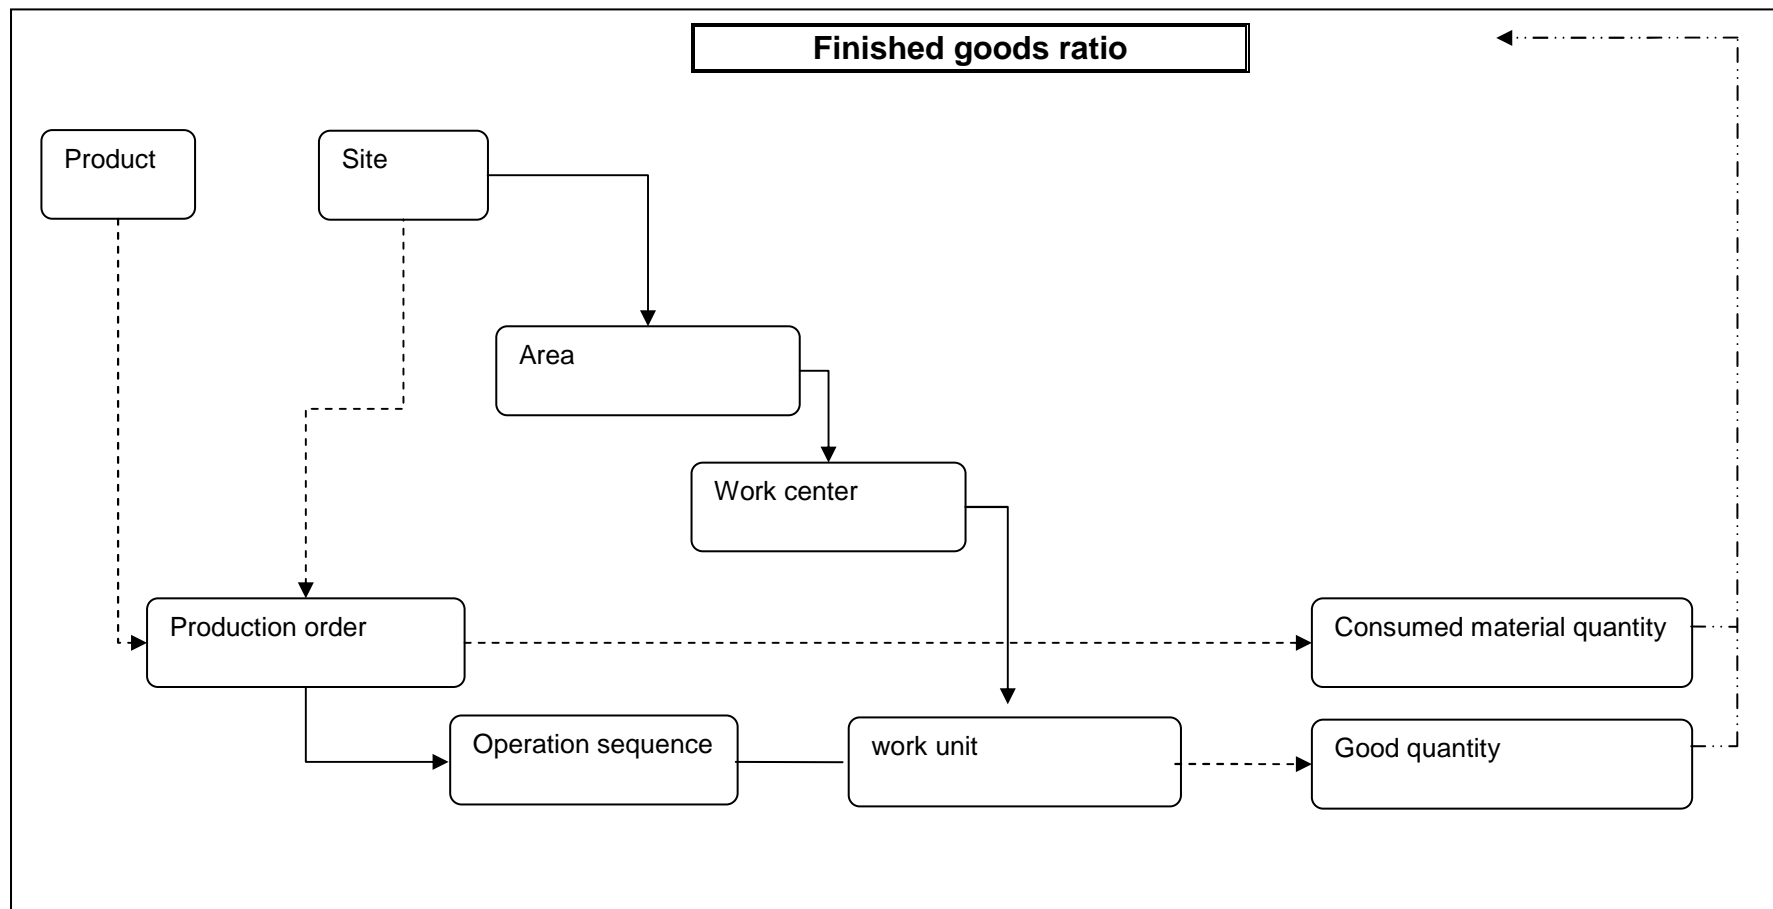 Finished goods ratio
Product
Site
Area
Work center
Production order
Consumed material quantity
Operation sequence
work unit
Good quantity